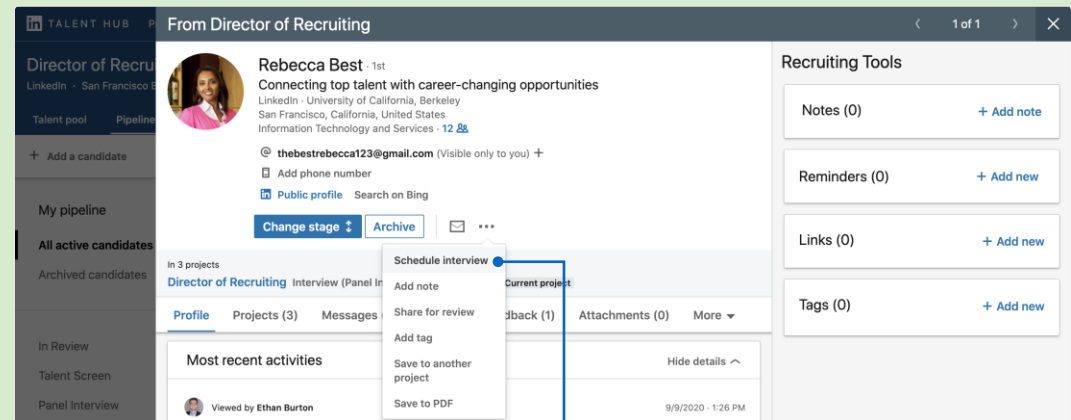 in TALENT HUB P
From Director of Recruiting
1 of 1
Director of Recru
LinkedIn · San Francisco
Talent pool Pipeline
+ Add a candidate
My pipeline
All active candidates
Archived candidates
In Review
Talent Screen
Panel Interview
Rebecca Best · 1st
Connecting top talent with career-changing opportunities
LinkedIn · University of California, Berkeley
San Francisco, California, United States
Information Technology and Services · 12
thebestrebecca123@gmail.com (Visible only to you) +
Add phone number
in Public profile Search on Bing
Change stage Archive
In 3 projects
Director of Recruiting Interview (Panel In
Current project
Profile Projects (3) Messages dback (1) Attachments (0) More
Schedule interview
Add note
Share for review
Add tag
Save to another
project
Save to PDF
Most recent activities Hide details
Viewed by Ethan Burton 9/9/2020 · 1:26 PM
Recruiting Tools
Notes (0) + Add note
Reminders (0) + Add new
Links (0) + Add new
Tags (0) + Add new